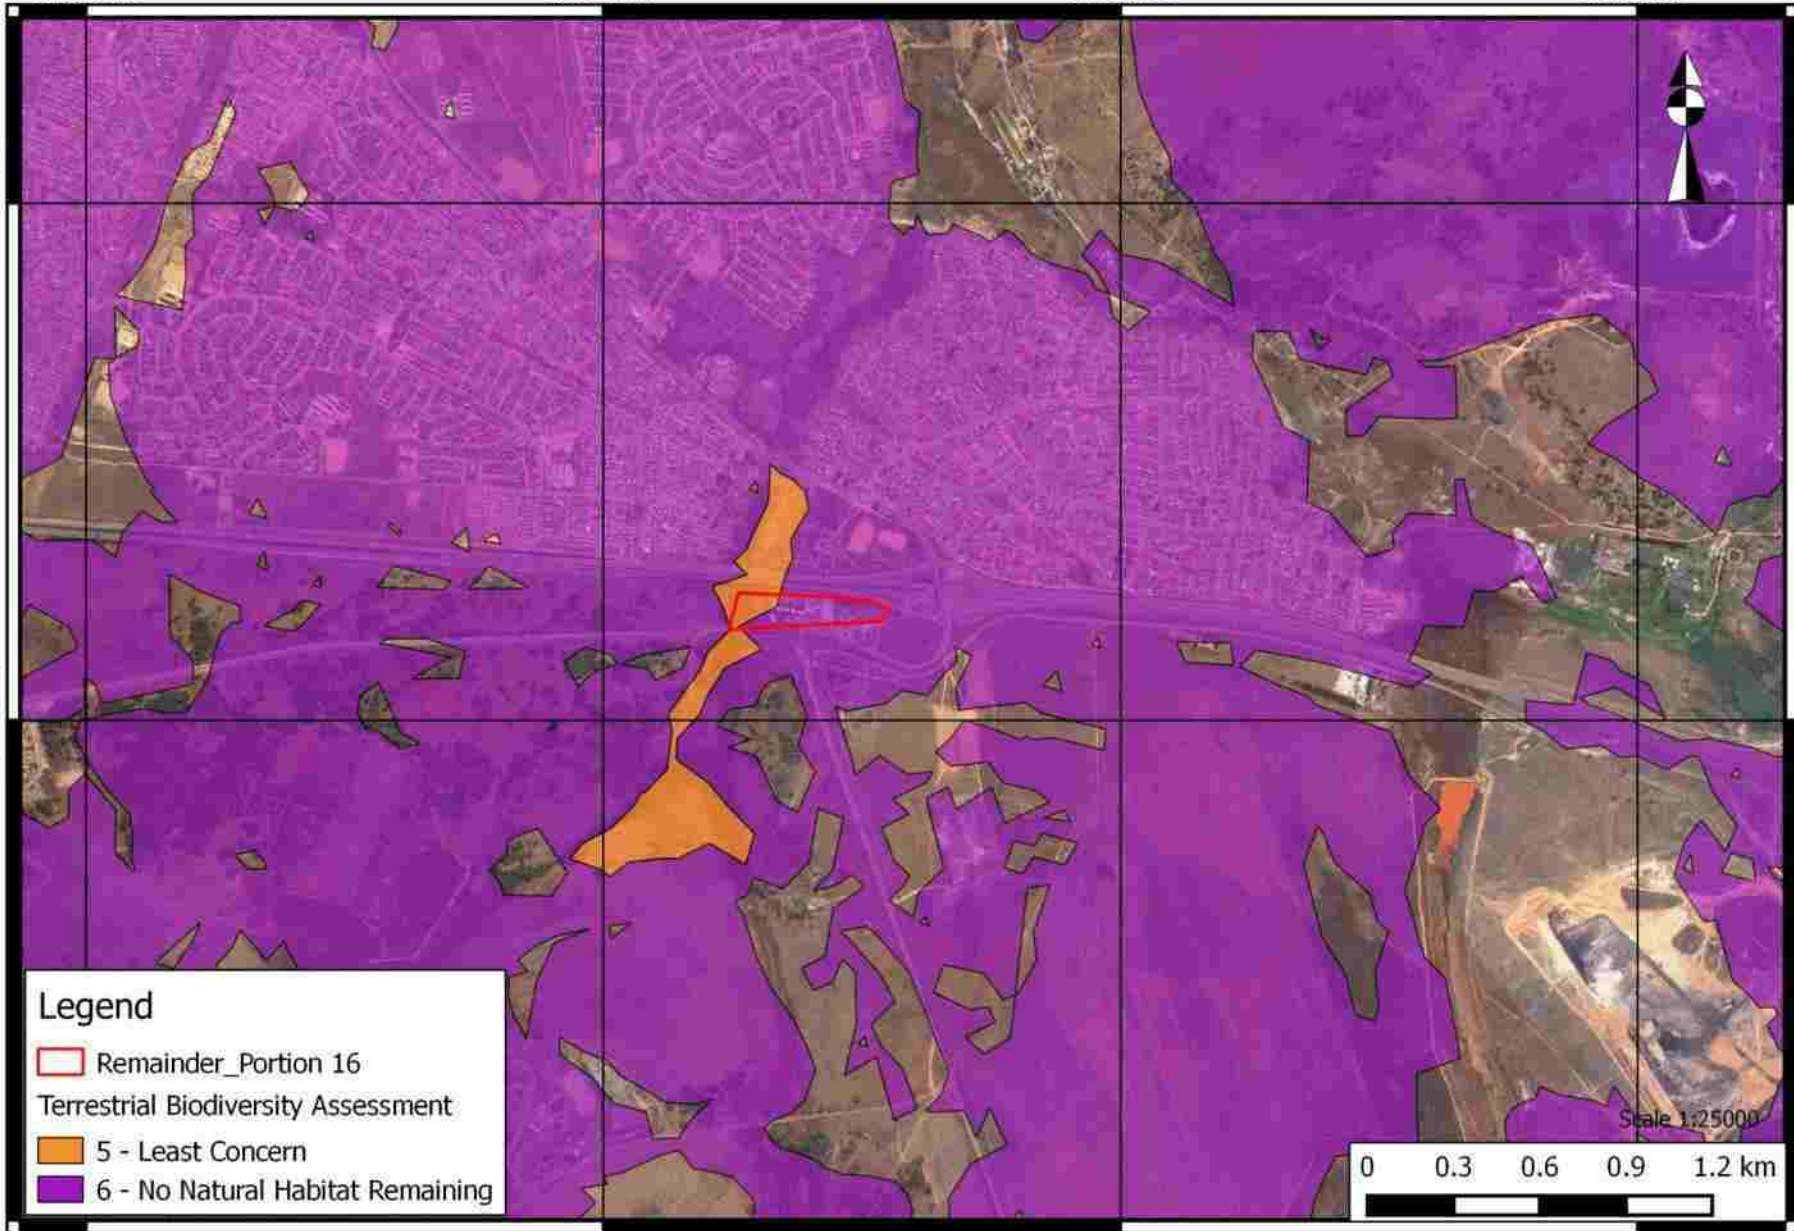 Legend
Remainder_Portion 16
Terrestrial Biodiversity Assessment
5 - Least Concern
6 - No Natural Habitat Remaining
Scale 1:25000
0 0.3 0.6 0.9 1.2 km